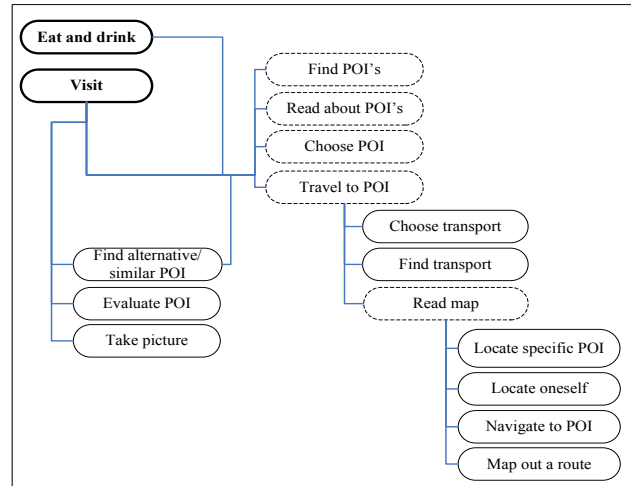 Eat and drink
Visit
Find POI's
Read about POI's
Choose POI
Travel to POI
Choose transport
Find transport
Read map
Find alternative/
similar POI
Evaluate POI
Take picture
Locate specific POI
Locate oneself
Navigate to POI
Map out a route